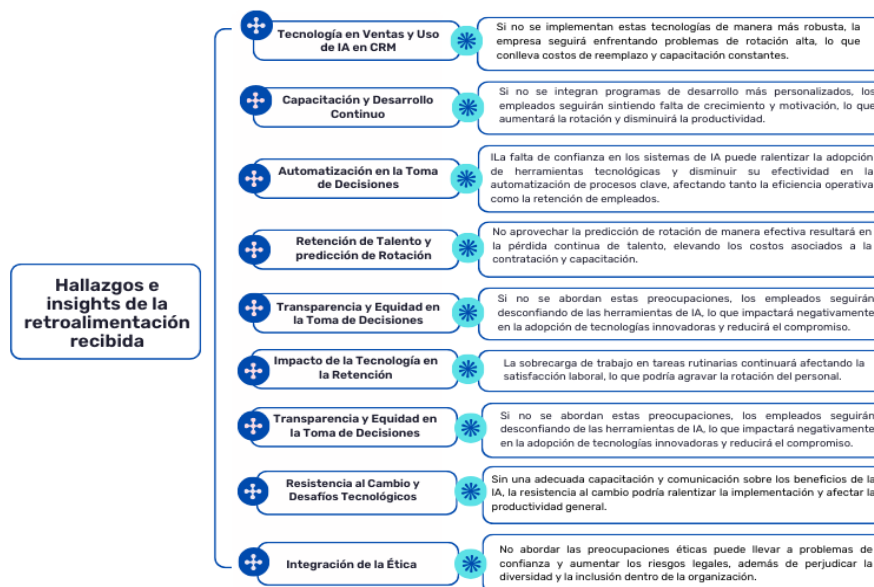 Hallazgos e
insights de la
retroalimentación
recibida
Tecnología en Ventas y Uso
de IA en CRM
Si no se implementan estas tecnologías de manera más robusta, la
empresa seguirá enfrentando problemas de rotación alta, lo que
conlleva costos de reemplazo y capacitación constantes.
Capacitación y Desarrollo
Continuo
Si no se integran programas de desarrollo más personalizados, los
empleados seguirán sintiendo falta de crecimiento y motivación, lo que
aumentará la rotación y disminuirá la productividad.
Automatización en la Toma
de Decisiones
lLa falta de confianza en los sistemas de IA puede ralentizar la adopción
de herramientas tecnológicas y disminuir su efectividad en la
automatización de procesos clave, afectando tanto la eficiencia operativa
como la retención de empleados.
Retención de Talento y
predicción de Rotación
No aprovechar la predicción de rotación de manera efectiva resultará en
la pérdida continua de talento, elevando los costos asociados a la
contratación y capacitación.
Transparencia y Equidad en
la Toma de Decisiones
Si no se abordan estas preocupaciones, los empleados seguirán
desconfiando de las herramientas de IA, lo que impactará negativamente
en la adopción de tecnologías innovadoras y reducirá el compromiso.
Impacto de la Tecnología en
la Retención
La sobrecarga de trabajo en tareas rutinarias continuará afectando la
satisfacción laboral, lo que podría agravar la rotación del personal.
Transparencia y Equidad en
la Toma de Decisiones
Si no se abordan estas preocupaciones, los empleados seguirán
desconfiando de las herramientas de IA, lo que impactará negativamente
en la adopción de tecnologías innovadoras y reducirá el compromiso.
Resistencia al Cambio y
Desafíos Tecnológicos
Sin una adecuada capacitación y comunicación sobre los beneficios de la
IA, la resistencia al cambio podría ralentizar la implementación y afectar la
productividad general.
Integración de la Ética
No abordar las preocupaciones éticas puede llevar a problemas de
confianza y aumentar los riesgos legales, además de perjudicar la
diversidad y la inclusión dentro de la organización.